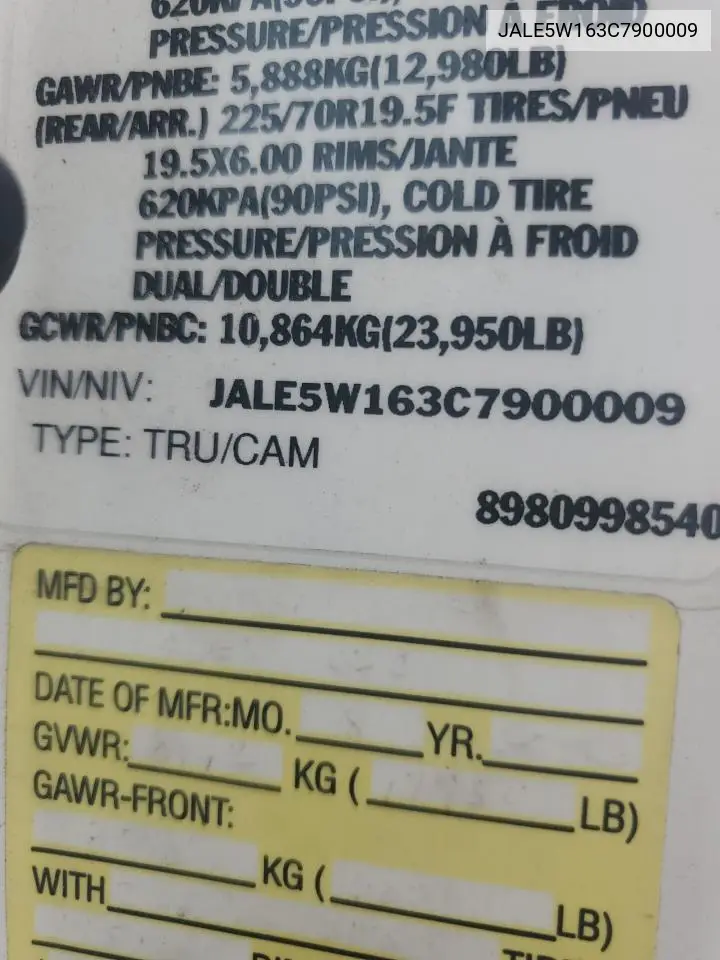 JALE5W163C7900009
620KPA(90PSI),
PRESSURE/PRESSION À FROID
GAWR/PNBE: 5,888KG(12,980LB)
(REAR/ARR.) 225/70R19.5F TIRES/PNEU
19.5X6.00 RIMS/JANTE
620KPA(90PSI), COLD TIRE
PRESSURE/PRESSION À FROID
DUAL/DOUBLE
GCWR/PNBC: 10,864KG(23,950LB)
VIN/NIV: JALE5W163C7900009
TYPE: TRU/CAM
8980998540
MFD BY:
DATE OF MFR:MO. YR.
GVWR: KG ( LB)
GAWR-FRONT:
KG ( LB)
WITH